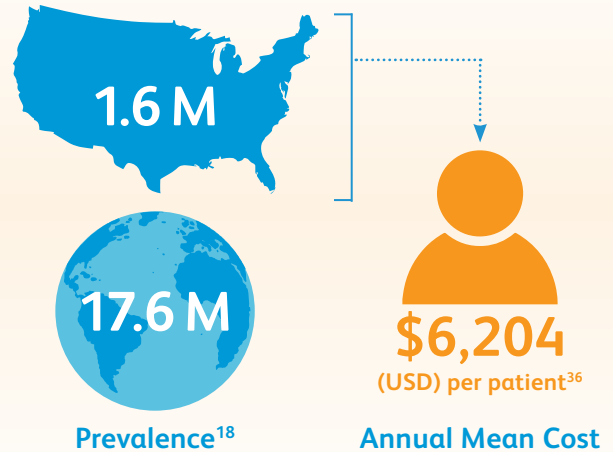 1.6 M
17.6 M
Prevalence18
$6,204
(USD) per patient36
Annual Mean Cost